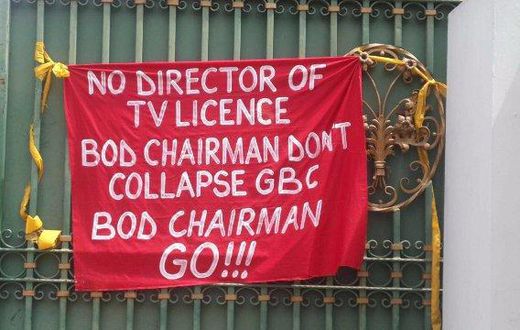 NO DIRECTOR OF
TV LICENCE
BOD CHAIRMAN DON'T
COLLAPSE GBC
BOD CHAIRMAN
GO!!!